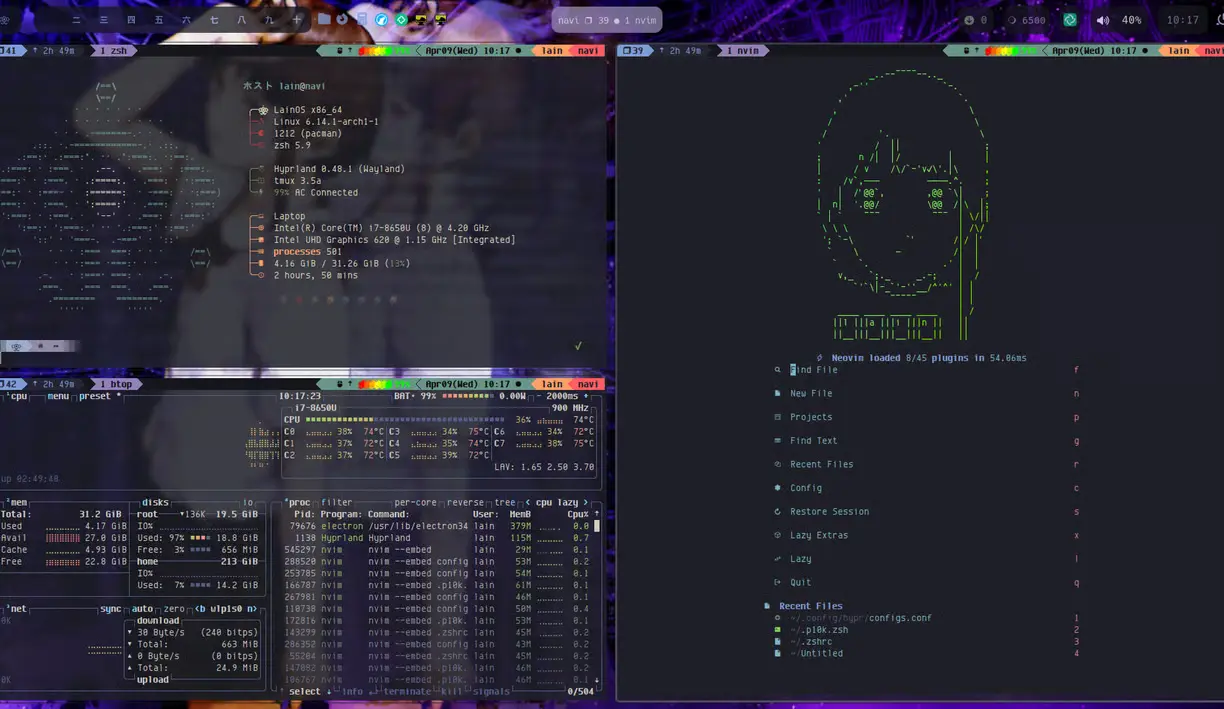 二 三 四 五 六 七 八 九
navi 39 ● 1 nvim
0 6500 40% 10:17
41 ↑ 2h 49m 1 zsh
Apr09(Wed) 10:17 ● lain navi
ホスト lain@navi
LainOS x86_64
Linux 6.14.1-arch1-1
1212 (pacman)
zsh 5.9
Hyprland 0.48.1 (Wayland)
tmux 3.5a
99% AC Connected
Laptop
Intel(R) Core(TM) i7-8650U (8) @ 4.20 GHz
Intel UHD Graphics 620 @ 1.15 GHz [Integrated]
processes 501
4.16 GiB / 31.26 GiB (13%)
2 hours, 50 mins
42 ↑ 2h 49m 1 btop
Apr09(Wed) 10:17 ● lain navi
cpu menu preset * 10:17:23 BAT 99% 0.00W - 2000ms +
i7-8650U 900 MHz
CPU 36% 74°C
C0 38% 74°C C3 34% 75°C C6 34% 72°C
C1 37% 72°C C4 35% 74°C C7 38% 75°C
C2 37% 72°C C5 39% 72°C
LAV: 1.65 2.50 3.70
up 02:49:48
mem
Total: 31.2 GiB
Used 4.17 GiB
Avail 27.0 GiB
Cache 4.93 GiB
Free 22.8 GiB
disks io
root ▼136K 19.5 GiB
IO%
Used: 97% 18.8 GiB
Free: 3% 656 MiB
home 213 GiB
IO%
Used: 7% 14.2 GiB
net sync auto zero <b wlp1s0 n>
download
▼ 30 Byte/s (240 bitps)
▼ Total: 663 MiB
▲ 0 Byte/s (0 bitps)
▲ Total: 24.9 MiB
upload
proc filter per-core reverse tree < cpu lazy >
Pid: Program: Command: User: MemB Cpu% ↑
79676 electron /usr/lib/electron34 lain 379M 0.0
1138 Hyprland Hyprland lain 115M 0.7
545297 nvim nvim --embed lain 29M 0.1
288520 nvim nvim --embed config lain 53M 0.2
253785 nvim nvim --embed config lain 54M 0.1
166787 nvim nvim --embed .p10k. lain 61M 0.1
267981 nvim nvim --embed config lain 46M 0.1
110738 nvim nvim --embed config lain 50M 0.4
172816 nvim nvim --embed .p10k. lain 53M 0.1
143299 nvim nvim --embed .zshrc lain 45M 0.2
286352 nvim nvim --embed config lain 43M 0.2
55204 nvim nvim --embed .zshrc lain 44M 0.2
147082 nvim nvim --embed config lain 52M 0.2
nvim nvim --embed .p10k. lain 46M 0.1
select ↓ info ↵ terminate kill signals 0/504
39 ↑ 2h 49m 1 nvim
Apr09(Wed) 10:17 ● lain
l a i n
Neovim loaded 8/45 plugins in 54.06ms
Find File f
New File n
Projects p
Find Text g
Recent Files r
Config c
Restore Session s
Lazy Extras x
Lazy l
Quit q
Recent Files
~/.config/hypr/configs.conf 1
~/.p10k.zsh 2
~/.zshrc 3
~/Untitled 4